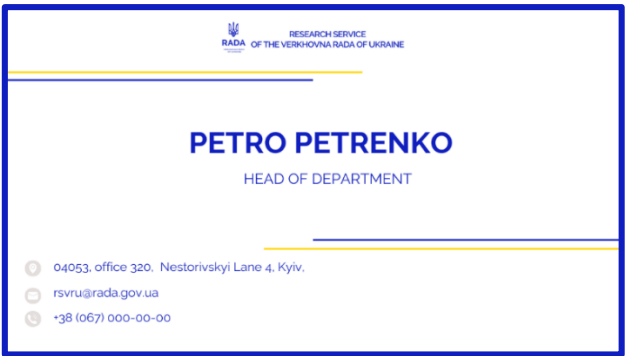 RESEARCH SERVICE
RADA OF THE VERKHOVNA RADA OF UKRAINE
PETRO PETRENKO
HEAD OF DEPARTMENT
04053, office 320, Nestorivskyi Lane 4, Kyiv,
rsvru@rada.gov.ua
+38 (067) 000-00-00